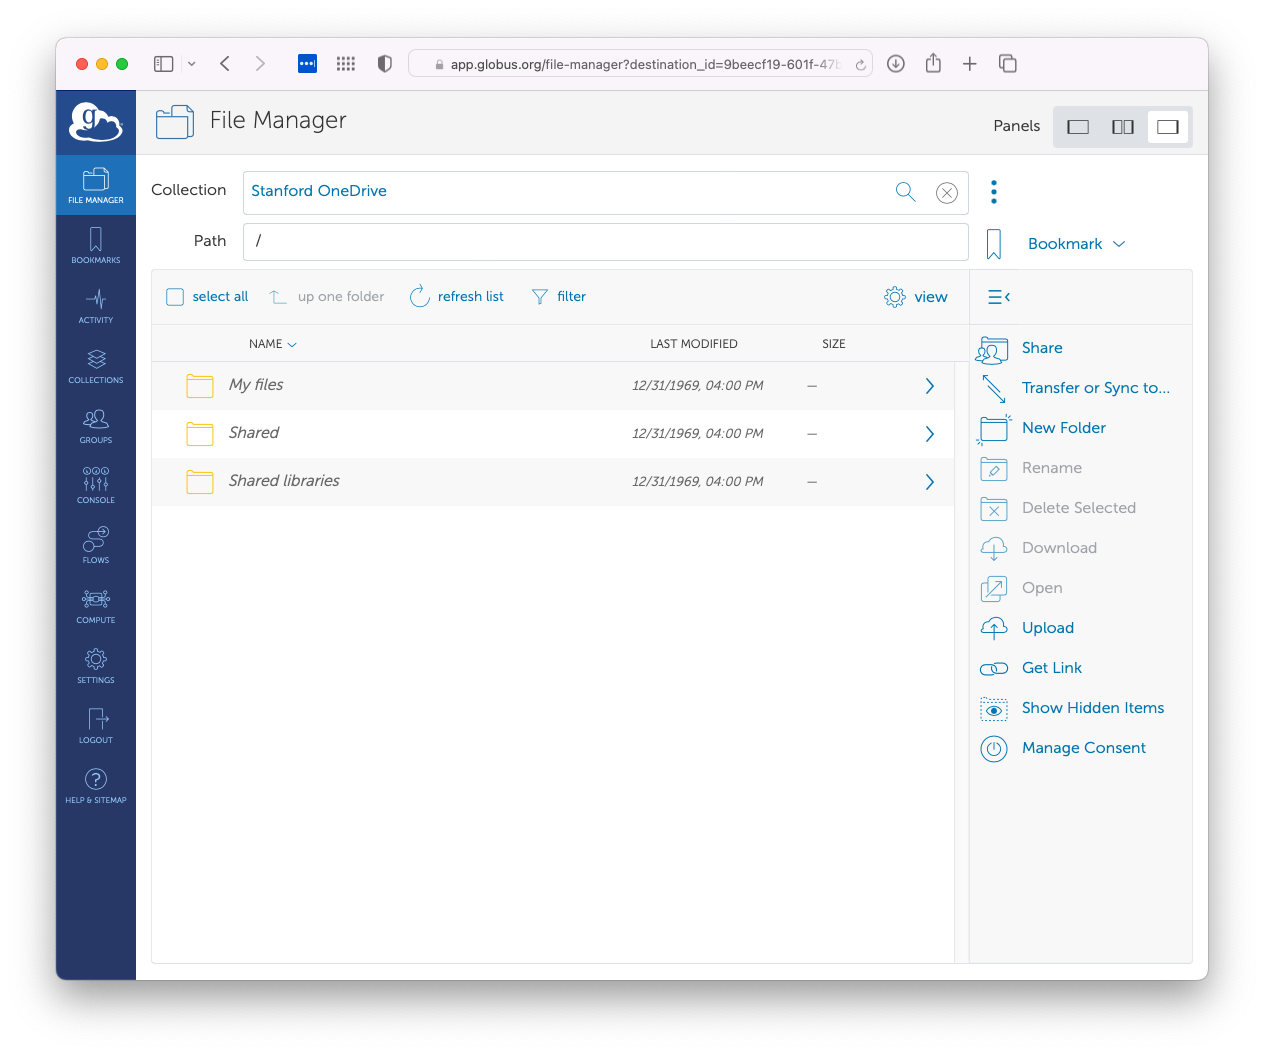 app.globus.org/file-manager?destination_id=9beecf19-601f-47b
g
File Manager
Panels
FILE MANAGER
BOOKMARKS
ACTIVITY
COLLECTIONS
GROUPS
CONSOLE
FLOWS
COMPUTE
SETTINGS
LOGOUT
HELP & SITEMAP
Collection Stanford OneDrive
Path /
Bookmark
select all up one folder refresh list filter view
NAME LAST MODIFIED SIZE
My files 12/31/1969, 04:00 PM –
Shared 12/31/1969, 04:00 PM –
Shared libraries 12/31/1969, 04:00 PM –
Share
Transfer or Sync to...
New Folder
Rename
Delete Selected
Download
Open
Upload
Get Link
Show Hidden Items
Manage Consent